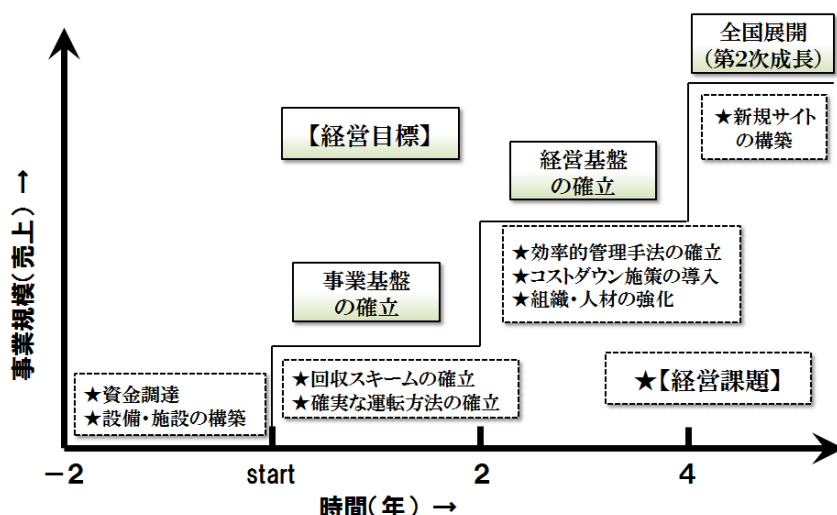 全国展開
（第2次成長）
★新規サイト
の構築
【経営目標】
経営基盤
の確立
★効率的管理手法の確立
★コストダウン施策の導入
★組織・人材の強化
事業基盤
の確立
★回収スキームの確立
★確実な運転方法の確立
★【経営課題】
★資金調達
★設備・施設の構築
事業規模（売上） →
－2
start
2
4
時間（年） →